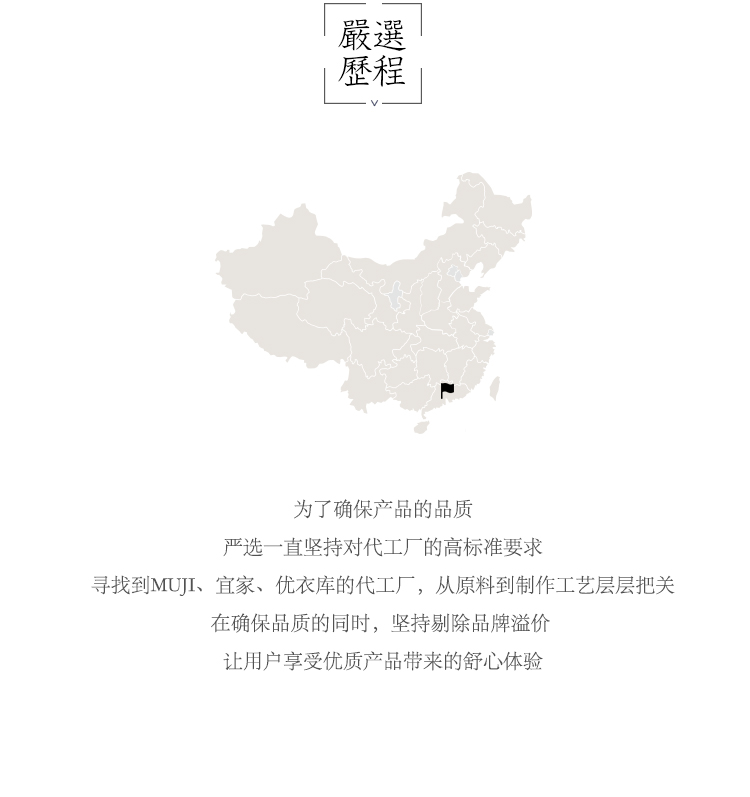 嚴選
歷程
为了确保产品的品质
严选一直坚持对代工厂的高标准要求
寻找到MUJI、宜家、优衣库的代工厂，从原料到制作工艺层层把关
在确保品质的同时，坚持剔除品牌溢价
让用户享受优质产品带来的舒心体验